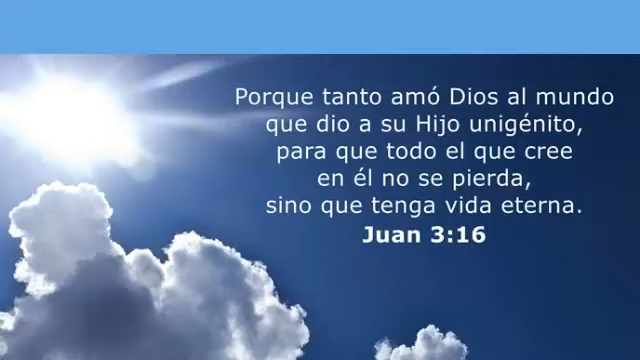 Porque tanto amó Dios al mundo
que dio a su Hijo unigénito,
para que todo el que cree
en él no se pierda,
sino que tenga vida eterna.
Juan 3:16